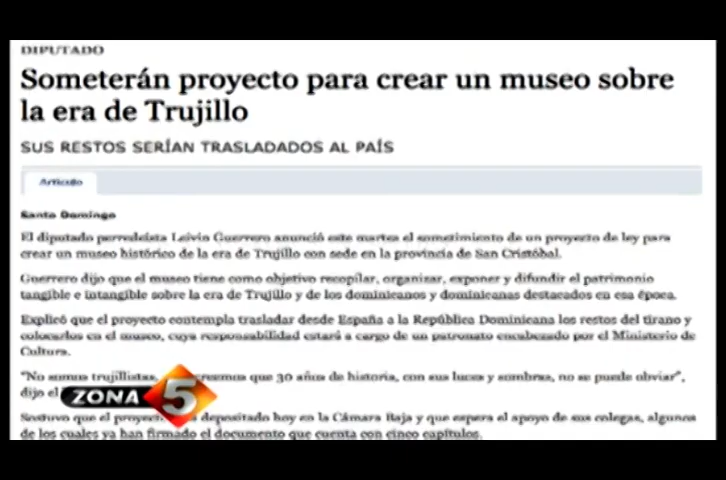 DIPUTADO
Someterán proyecto para crear un museo sobre
la era de Trujillo
SUS RESTOS SERÍAN TRASLADADOS AL PAÍS
Artículo
Santo Domingo
El diputado perredeísta Leivin Guerrero anunció este martes el sometimiento de un proyecto de ley para
crear un museo histórico de la era de Trujillo con sede en la provincia de San Cristóbal.
Guerrero dijo que el museo tiene como objetivo recopilar, organizar, exponer y difundir el patrimonio
tangible e intangible sobre la era de Trujillo y de los dominicanos y dominicanas destacados en esa época.
Explicó que el proyecto contempla trasladar desde España a la República Dominicana los restos del tirano y
colocarlos en el museo, cuya responsabilidad estará a cargo de un patronato encabezado por el Ministerio de
Cultura.
"No somos trujillistas, creemos que 30 años de historia, con sus luces y sombras, no se puede obviar",
dijo el
ZONA 5
Sostuvo que el proyecto depositado hoy en la Cámara Baja y que espera el apoyo de sus colegas, algunos
de los cuales ya han firmado el documento que cuenta con cinco capítulos.